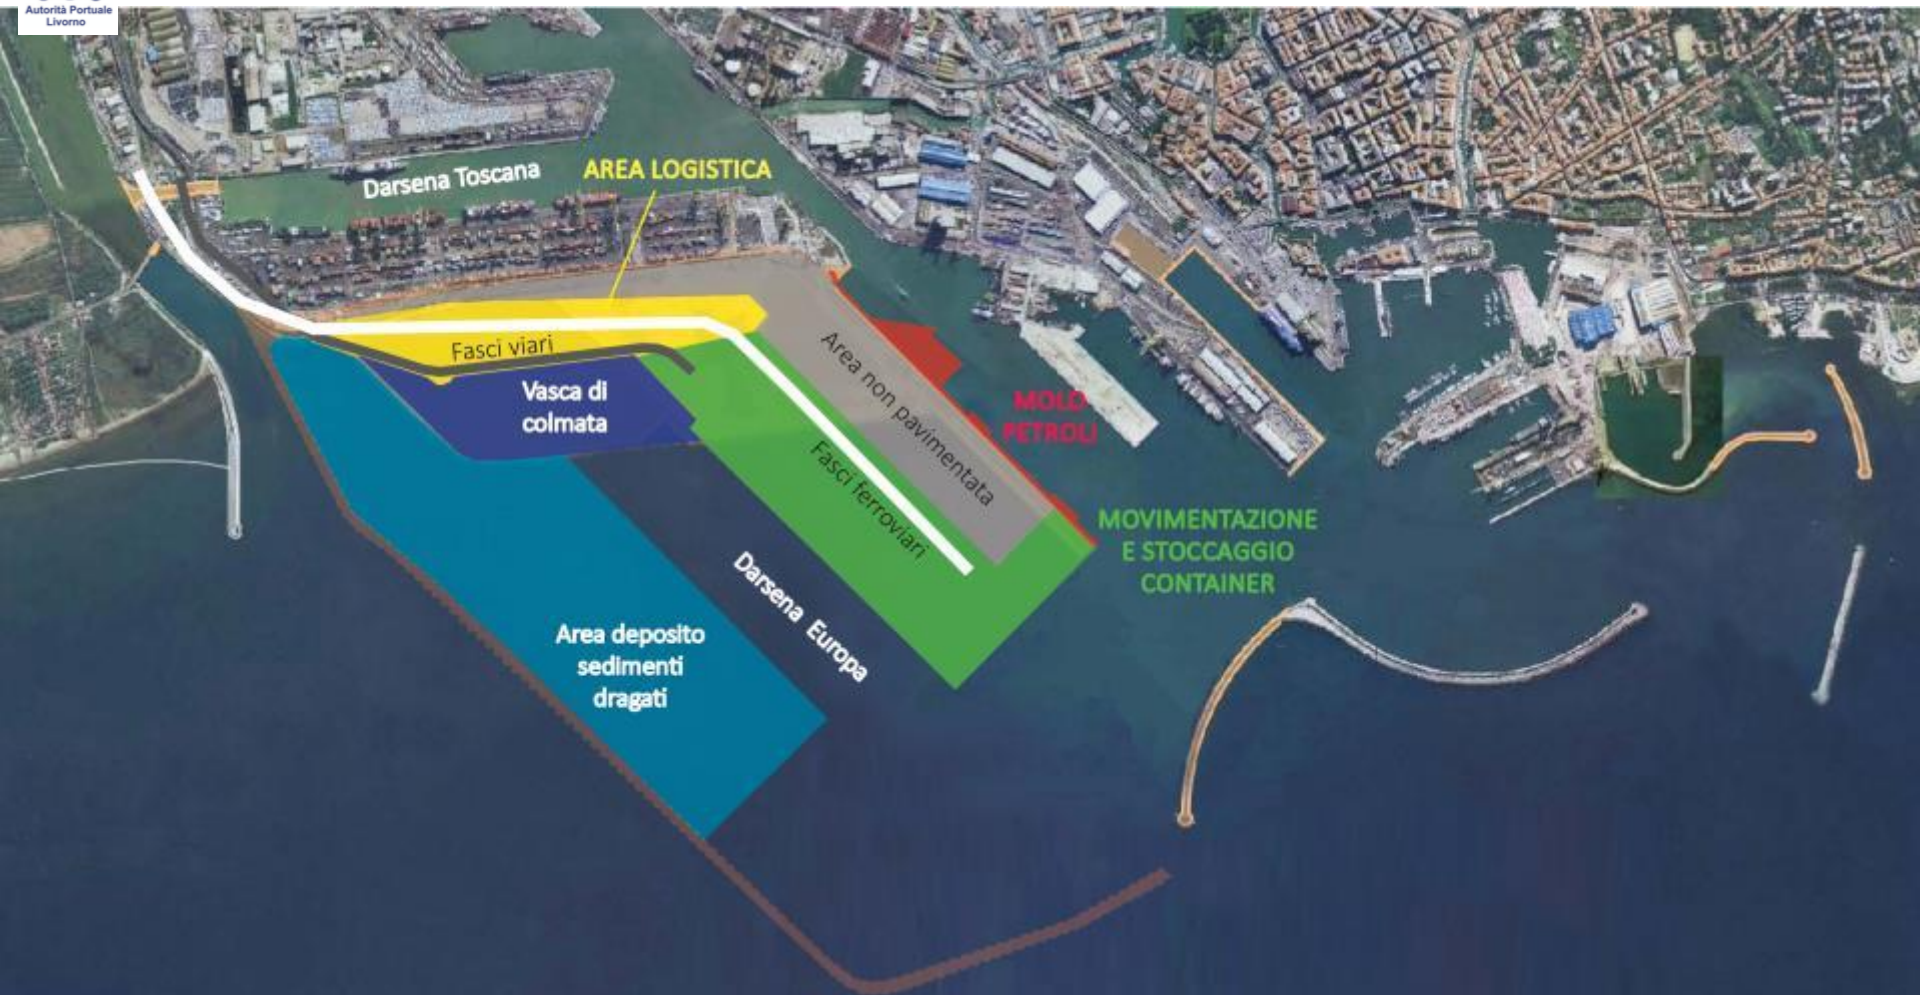 Autorità Portuale
Livorno
Darsena Toscana
AREA LOGISTICA
Fasci viari
Vasca di
colmata
Area non pavimentata
MOLO
PETROLI
Fasci ferroviari
MOVIMENTAZIONE
E STOCCAGGIO
CONTAINER
Darsena Europa
Area deposito
sedimenti
dragati